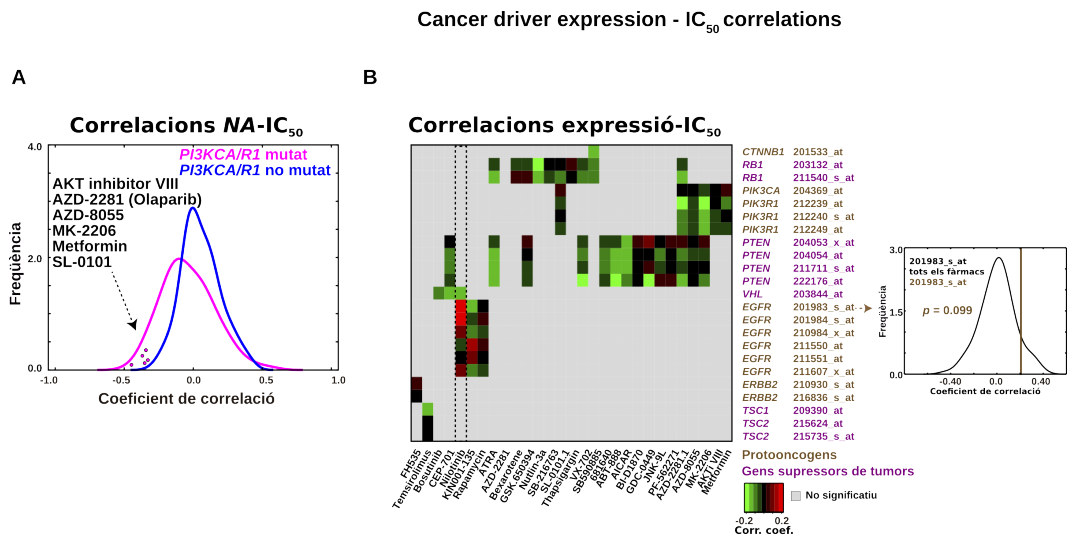 Cancer driver expression - IC50 correlations
A
B
Correlacions NA-IC50
4.0
2.0
0.0
-1.0
-0.5
0.0
0.5
1.0
Freqüència
Coeficient de correlació
PI3KCA/R1 mutat
PI3KCA/R1 no mutat
AKT inhibitor VIII
AZD-2281 (Olaparib)
AZD-8055
MK-2206
Metformin
SL-0101
Correlacions expressió-IC50
CTNNB1 201533_at
RB1 203132_at
RB1 211540_s_at
PIK3CA 204369_at
PIK3R1 212239_at
PIK3R1 212240_s_at
PIK3R1 212249_at
PTEN 204053_x_at
PTEN 204054_at
PTEN 211711_s_at
PTEN 222176_at
VHL 203844_at
EGFR 201983_s_at
EGFR 201984_s_at
EGFR 210984_x_at
EGFR 211550_at
EGFR 211551_at
EGFR 211607_x_at
ERBB2 210930_s_at
ERBB2 216836_s_at
TSC1 209390_at
TSC2 215624_at
TSC2 215735_s_at
FH535
Temsirolimus
Bosutinib
CEP-701
Nilotinib
KIN001-135
Rapamycin
ATRA
AZD-2281
Bexarotene
GSK-650394
Nutlin-3a
SB-216763
SL-0101.1
Thapsigargin
VX-702
SB590885
681640
ABT-888
AICAR
BI-D1870
GDC-0449
JNK-9L
PF-562271
AZD-2281.1
AZD-8055
MK-2206
AKTi VIII
Metformin
Protooncogens
Gens supressors de tumors
-0.2
0.2
Corr. coef.
No significatiu
3.0
1.5
0.0
-0.40
0.0
0.40
Freqüència
Coeficient de correlació
201983_s_at
tots els fàrmacs
201983_s_at
p = 0.099